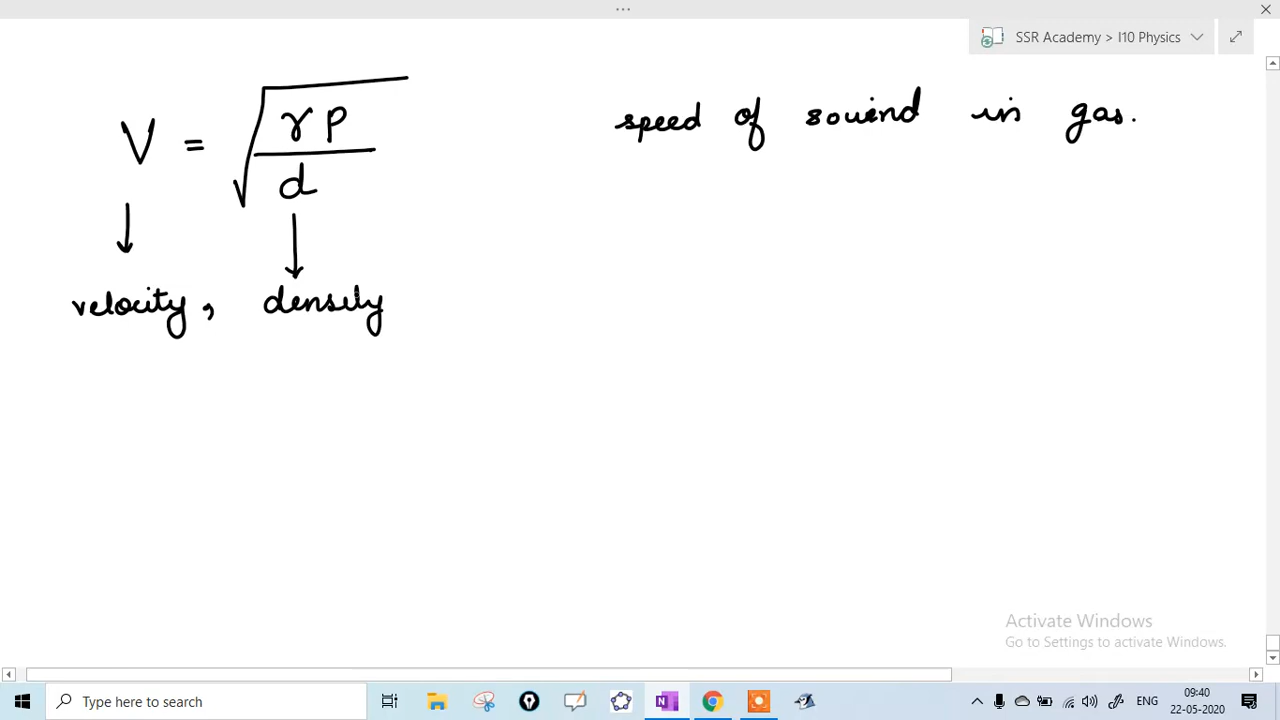 SSR Academy > I10 Physics
V = √(γP/d)
speed of souind in gas.
velocity, density
Activate Windows
Go to Settings to activate Windows.
Type here to search
ENG
09:40
22-05-2020